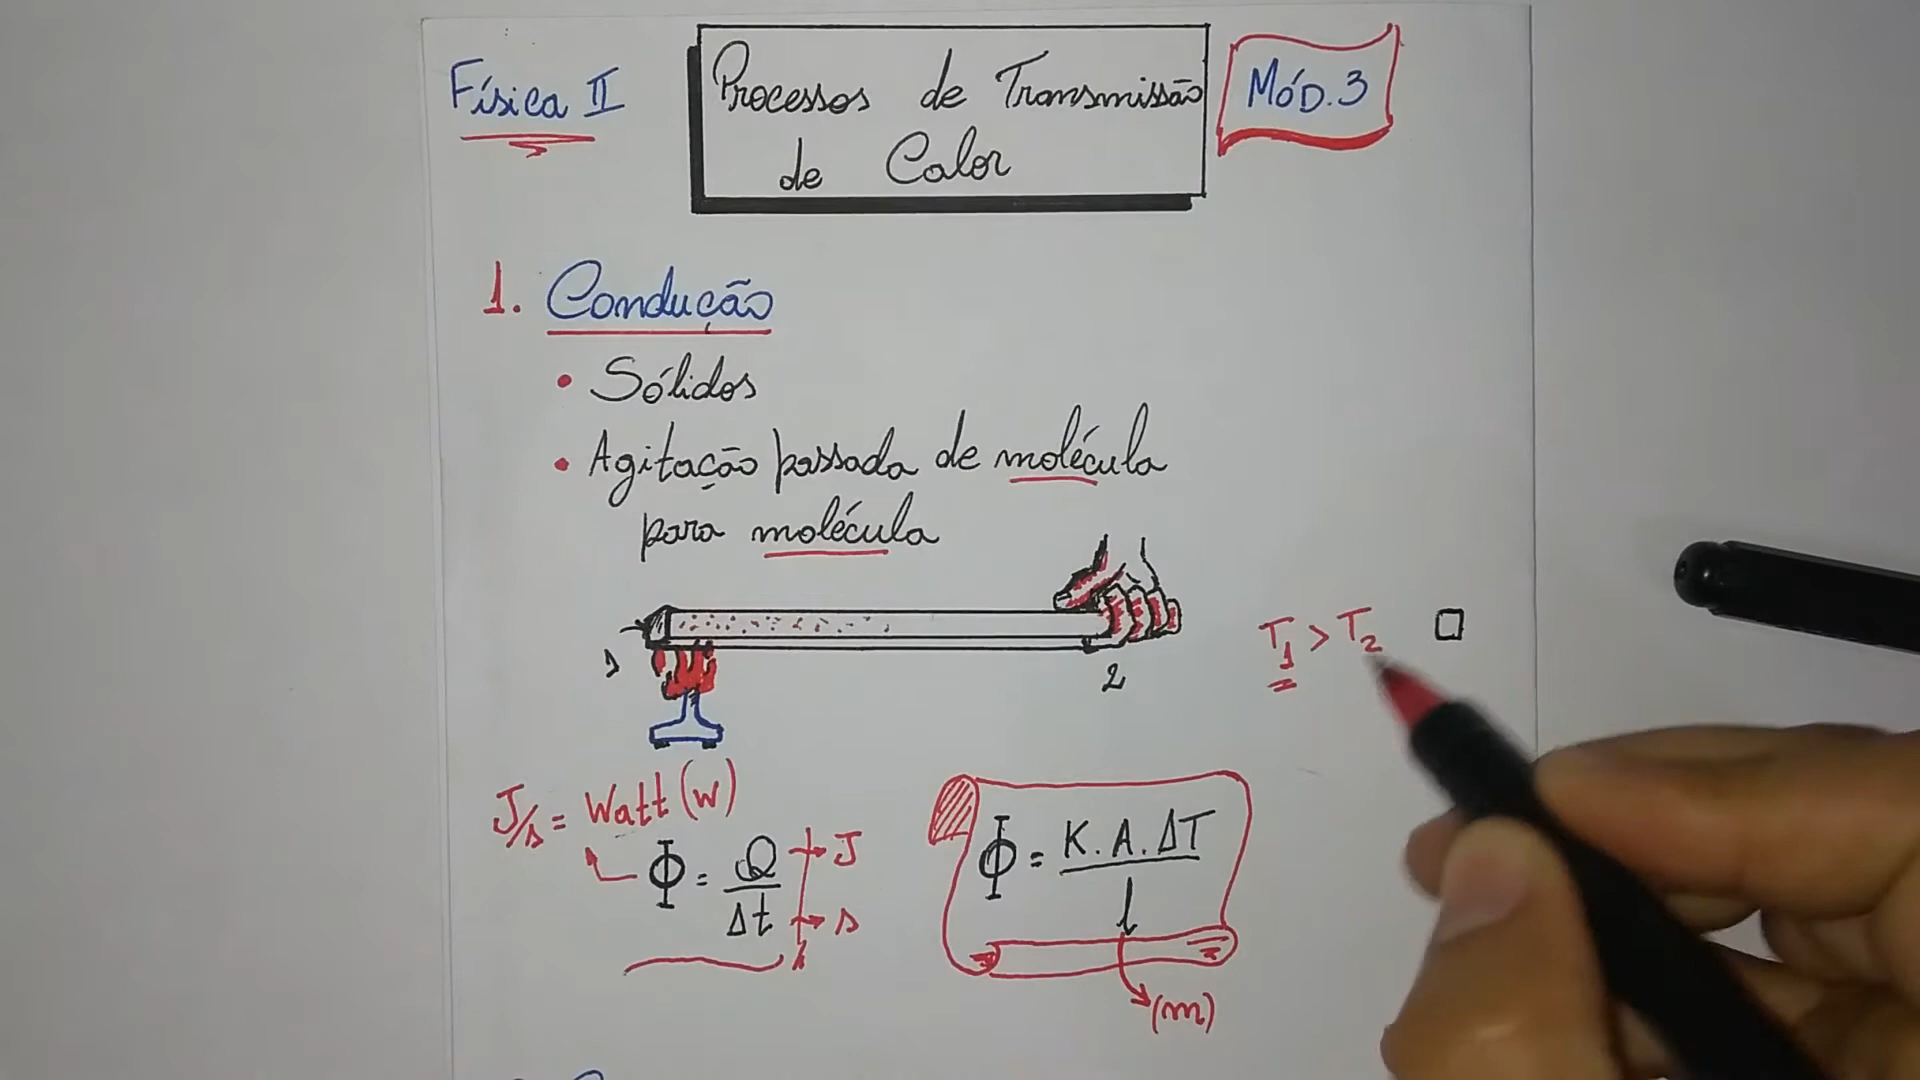 Física II
Processos de Transmissão
de Calor
MÓD.3
1. Condução
• Sólidos
• Agitação passada de molécula
para molécula
1
2
T1 > T2
J/s = Watt (w)
Φ = Q/Δt
→ J
→ s
Φ = K.A.ΔT/l
(m)